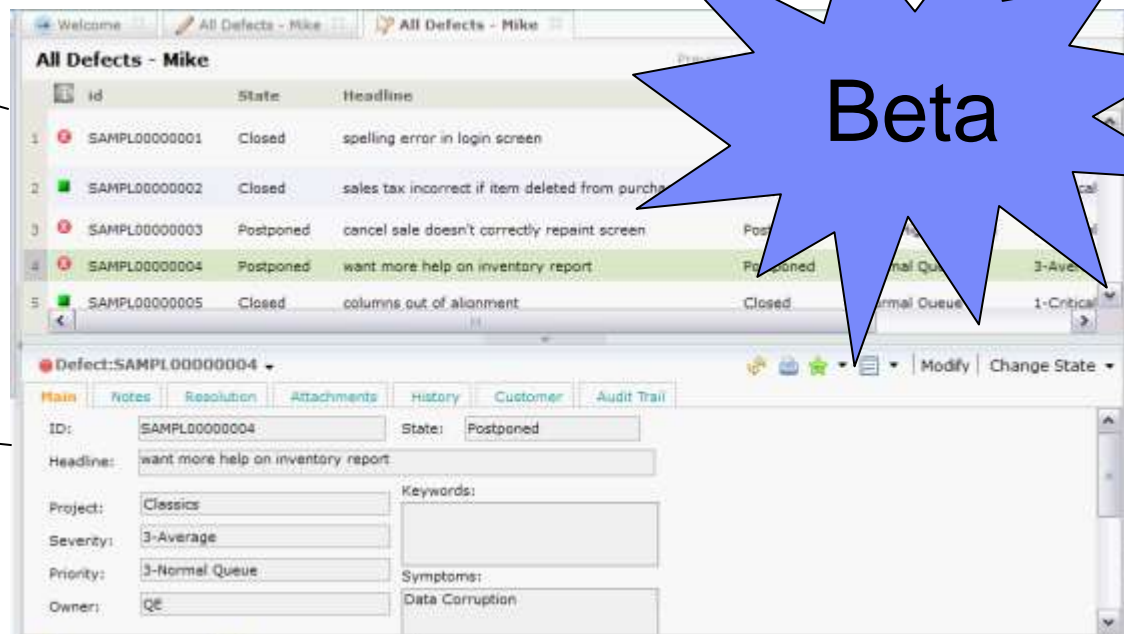 Welcome All Defects - Mike All Defects - Mike
All Defects - Mike
Beta
id State Headline
1 SAMPL00000001 Closed spelling error in login screen
2 SAMPL00000002 Closed sales tax incorrect if item deleted from purcha
3 SAMPL00000003 Postponed cancel sale doesn't correctly repaint screen
4 SAMPL00000004 Postponed want more help on inventory report 3-Aver
5 SAMPL00000005 Closed columns out of alignment Closed Queue 1-Critical
Defect:SAMPL00000004 Modify Change State
Main Notes Resolution Attachments History Customer Audit Trail
ID: SAMPL00000004 State: Postponed
Headline: want more help on inventory report
Keywords:
Project: Classics
Severity: 3-Average
Priority: 3-Normal Queue
Symptoms:
Owner: QE Data Corruption